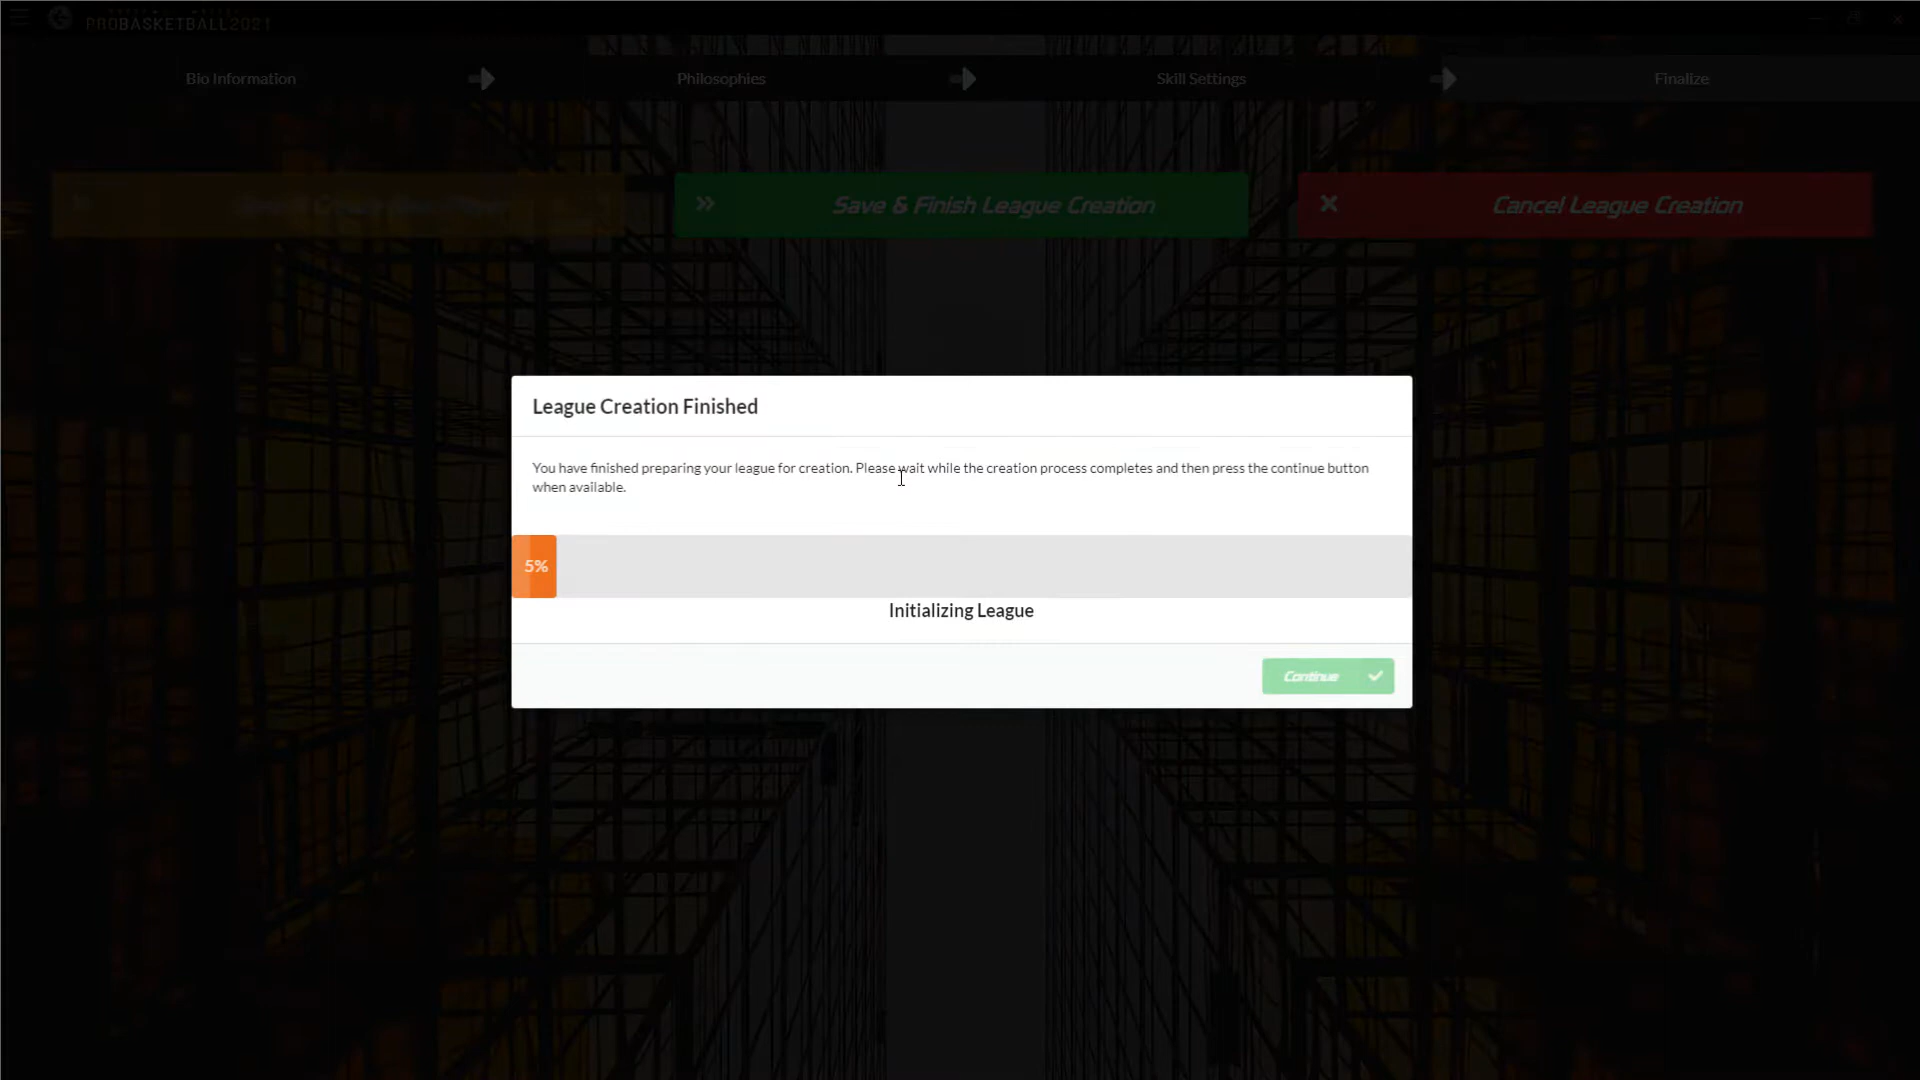 PROBASKETBALL2021
Bio Information
Philosophies
Skill Settings
Finalize
Save & Finish League Creation
Cancel League Creation
League Creation Finished
You have finished preparing your league for creation. Please wait while the creation process completes and then press the continue button
when available.
5%
Initializing League
Continue